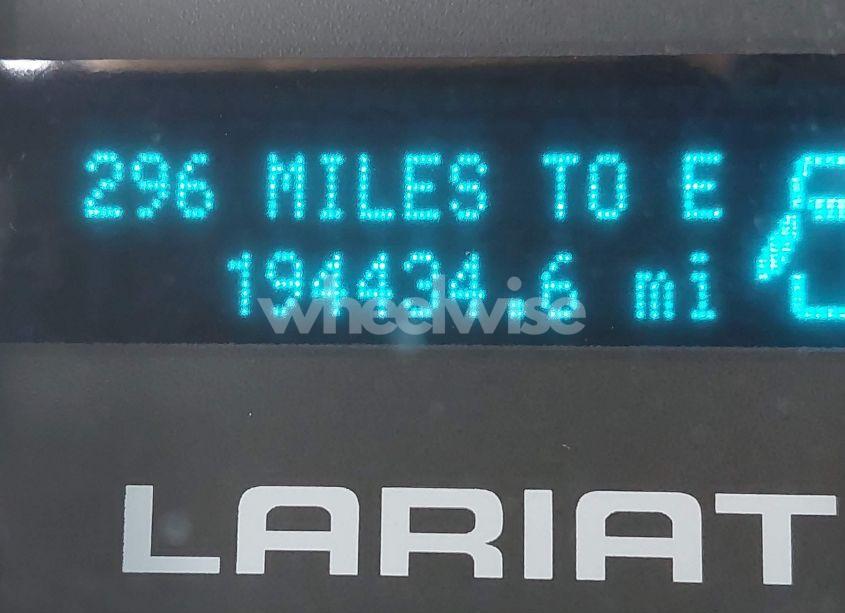 296 MILES TO E
194434.6 mi
wheelwise
LARIAT